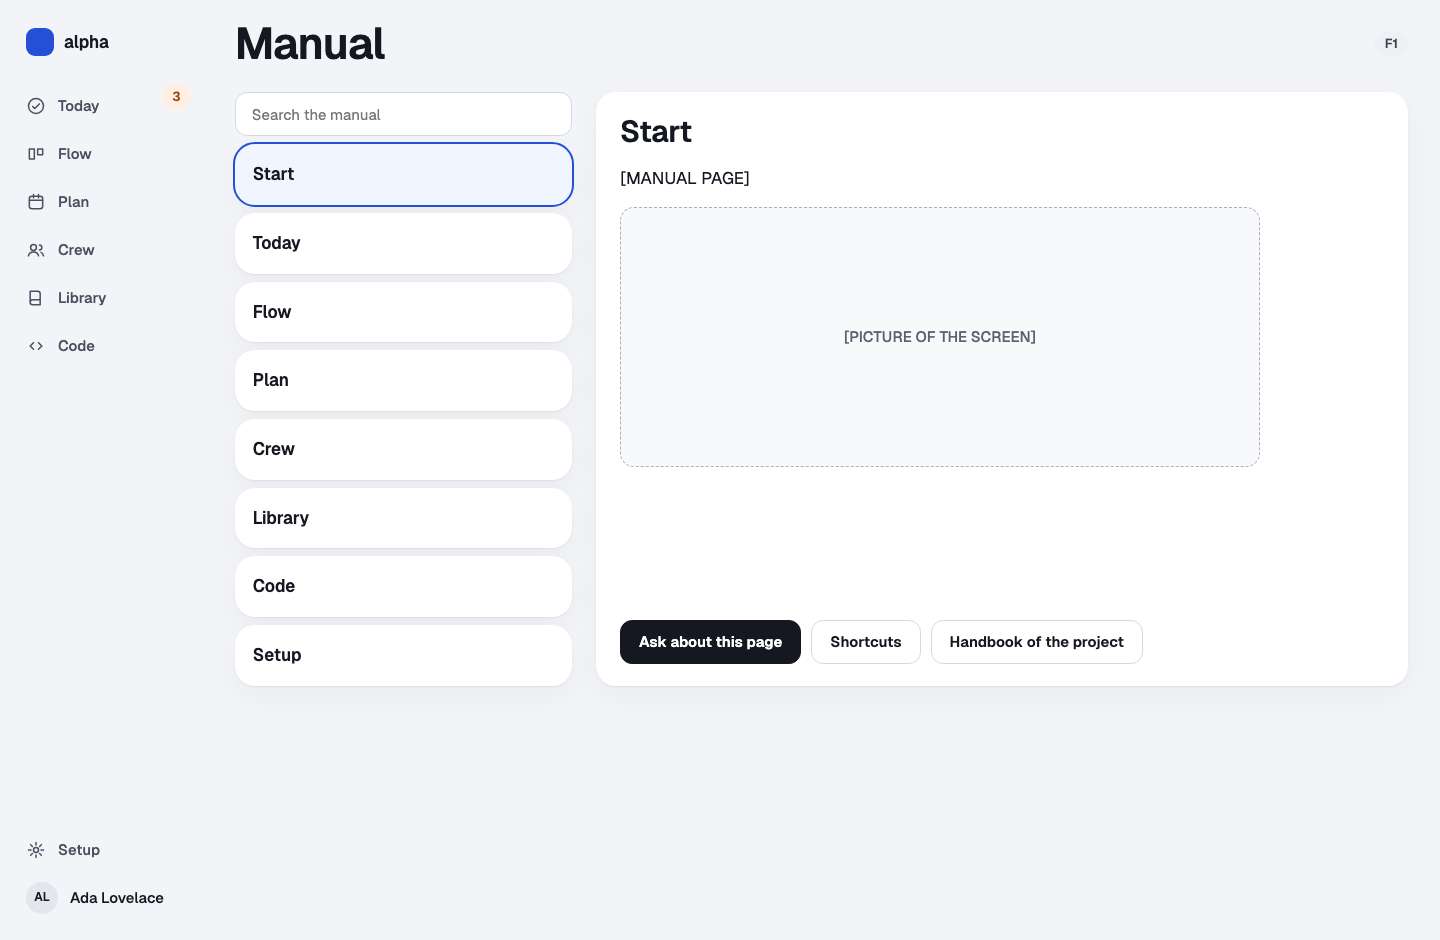 alpha
Today
3
Flow
Plan
Crew
Library
Code
Setup
AL
Ada Lovelace
Manual
F1
Search the manual
Start
Today
Flow
Plan
Crew
Library
Code
Setup
Start
[MANUAL PAGE]
[PICTURE OF THE SCREEN]
Ask about this page
Shortcuts
Handbook of the project